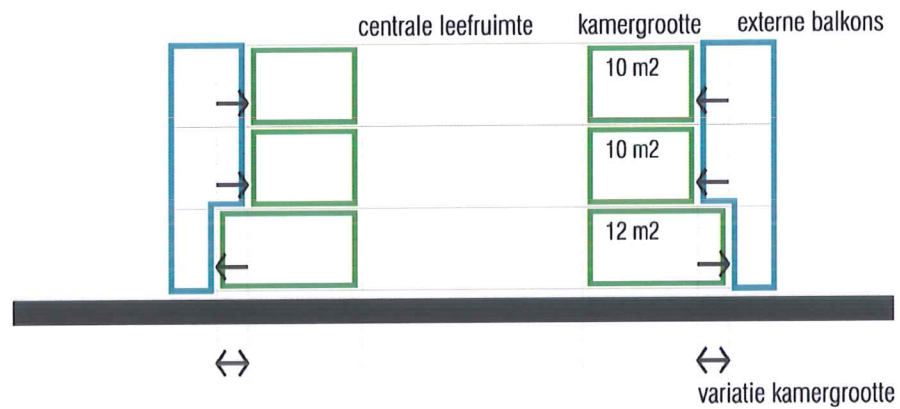 centrale leefruimte
kamergrootte
externe balkons
10 m2
10 m2
12 m2
variatie kamergrootte